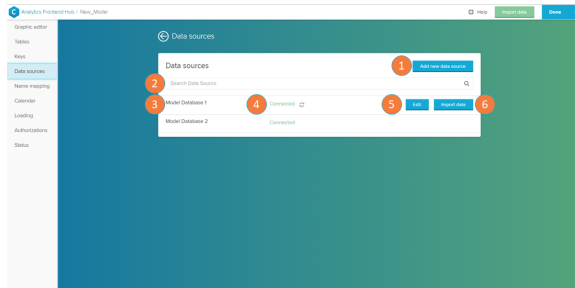 C Analytics Frontend Hub / New_Model
Help
Import data
Done
Graphic editor
Tables
Keys
Data sources
Name mapping
Calender
Loading
Authorizations
Status
Data sources
Data sources
1
Add new data source
2
Search Data Source
3
Model Database 1
4
Connected
5
Edit
Import data
6
Model Database 2
Connected